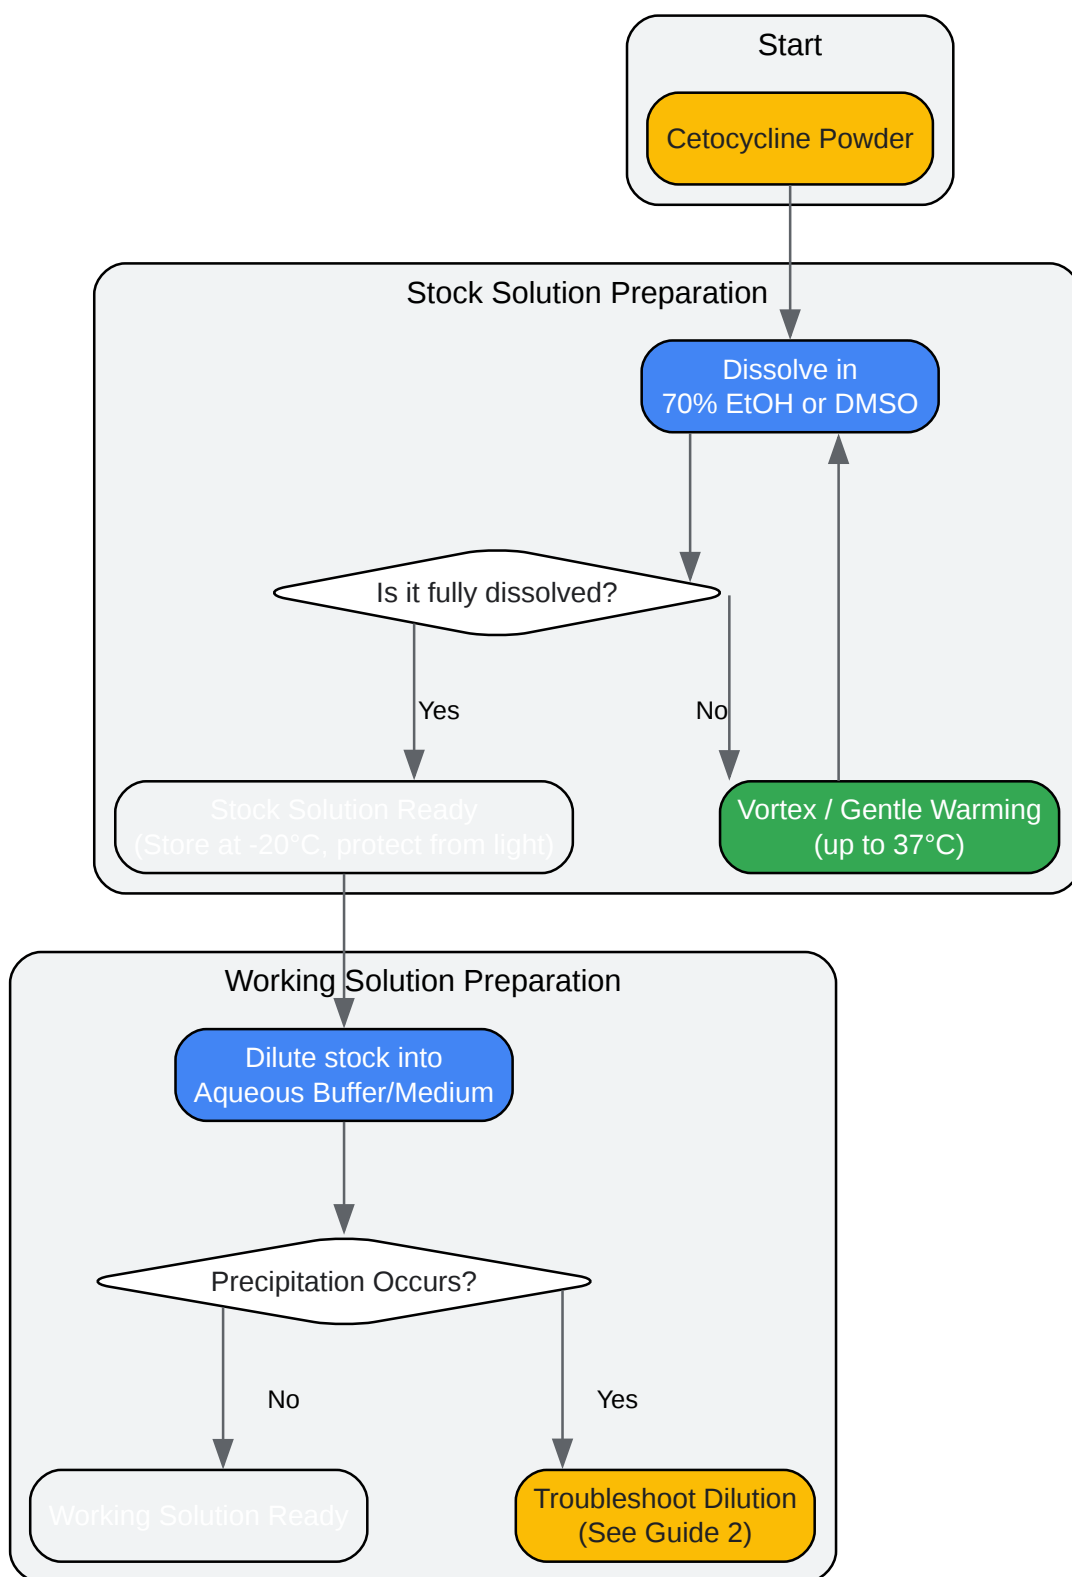 Start
Cetocycline Powder
Stock Solution Preparation
Dissolve in
70% EtOH or DMSO
Is it fully dissolved?
Yes
No
Stock Solution Ready
(Store at -20°C, protect from light)
Vortex / Gentle Warming
(up to 37°C)
Working Solution Preparation
Dilute stock into
Aqueous Buffer/Medium
Precipitation Occurs?
No
Yes
Working Solution Ready
Troubleshoot Dilution
(See Guide 2)